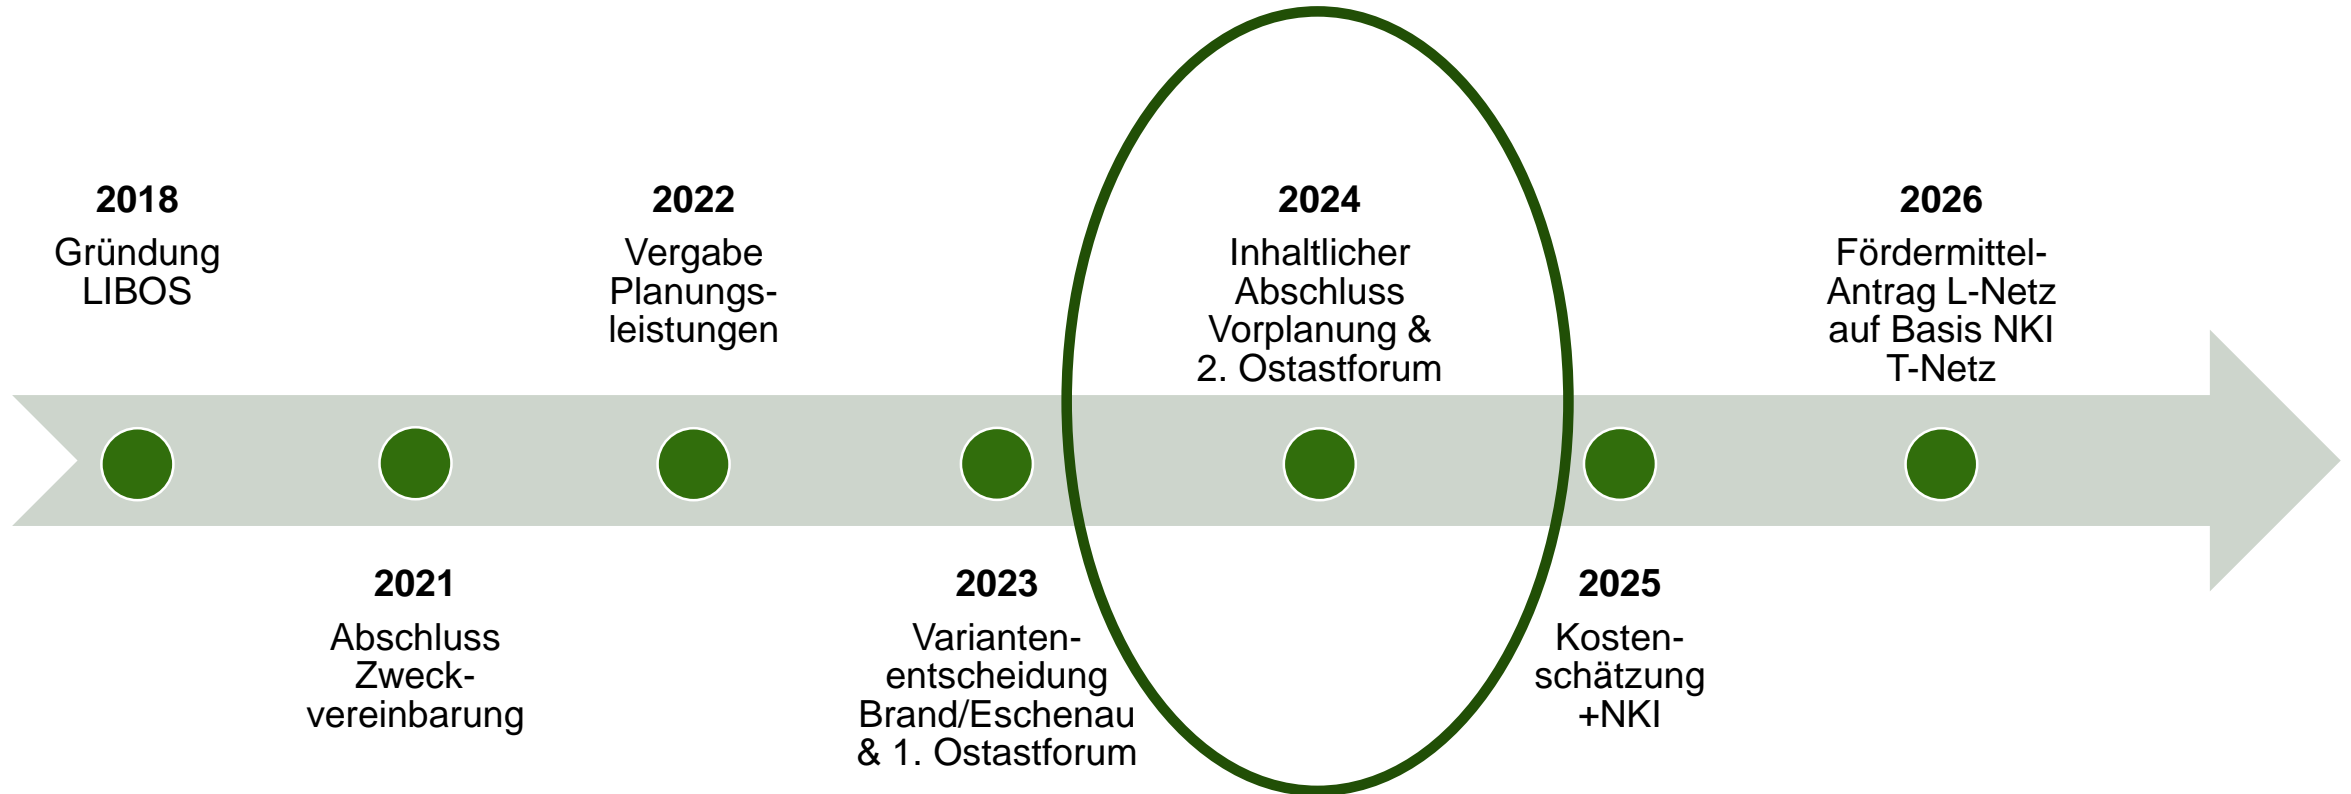 2018
Gründung
LIBOS
2021
Abschluss
Zweck-
vereinbarung
2022
Vergabe
Planungs-
leistungen
2023
Varianten-
entscheidung
Brand/Eschenau
& 1. Ostastforum
2024
Inhaltlicher
Abschluss
Vorplanung &
2. Ostastforum
2025
Kosten-
schätzung
+NKI
2026
Fördermittel-
Antrag L-Netz
auf Basis NKI
T-Netz